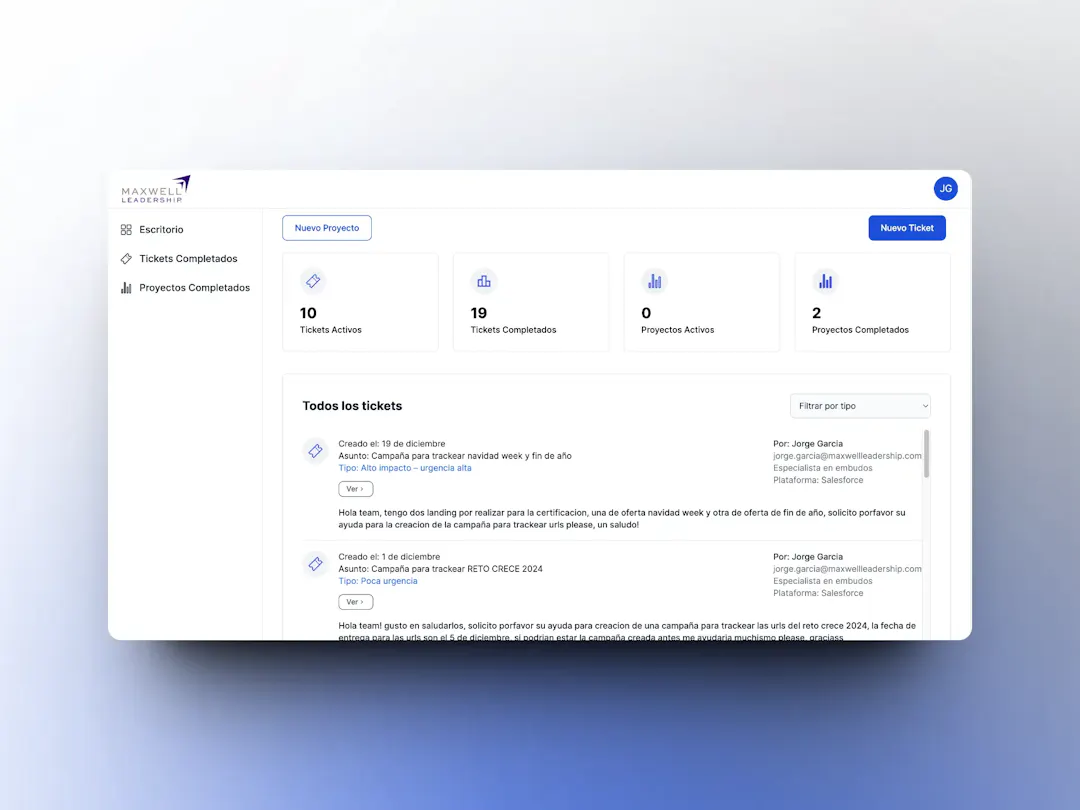 MAXWELL
LEADERSHIP
JG
Escritorio
Tickets Completados
Proyectos Completados
Nuevo Proyecto
Nuevo Ticket
10
Tickets Activos
19
Tickets Completados
0
Proyectos Activos
2
Proyectos Completados
Todos los tickets
Filtrar por tipo
Creado el: 19 de diciembre
Asunto: Campaña para trackear navidad week y fin de año
Tipo: Alto impacto – urgencia alta
Ver ›
Por: Jorge Garcia
jorge.garcia@maxwellleadership.com
Especialista en embudos
Plataforma: Salesforce
Hola team, tengo dos landing por realizar para la certificacion, una de oferta navidad week y otra de oferta de fin de año, solicito porfavor su
ayuda para la creacion de la campaña para trackear urls please, un saludo!
Creado el: 1 de diciembre
Asunto: Campaña para trackear RETO CRECE 2024
Tipo: Poca urgencia
Ver ›
Por: Jorge Garcia
jorge.garcia@maxwellleadership.com
Especialista en embudos
Plataforma: Salesforce
Hola team! gusto en saludarlos, solicito porfavor su ayuda para creacion de una campaña para trackear las urls del reto crece 2024, la fecha de
entrega para las urls son el 5 de diciembre, si podrian estar la campaña creada antes me ayudaria muchismo please, graciass